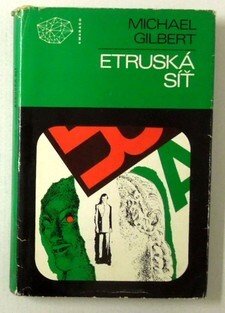 MICHAEL
GILBERT
ETRUSKÁ
SÍŤ